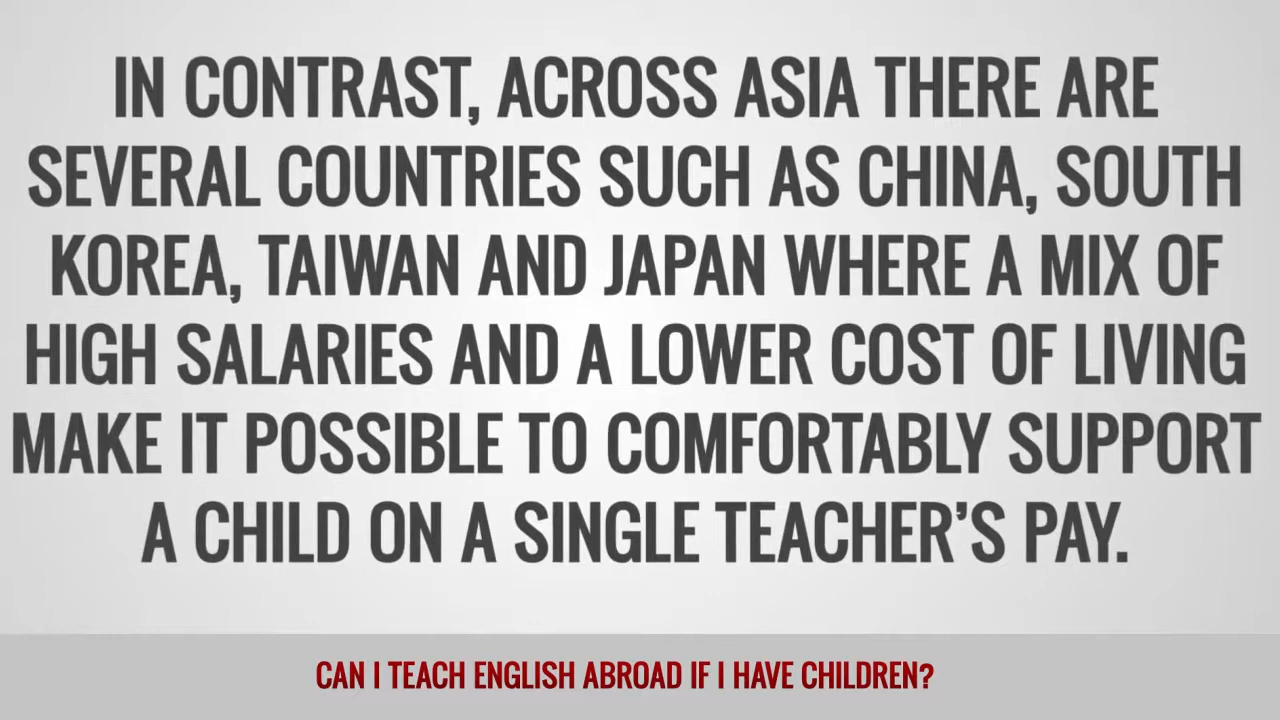 IN CONTRAST, ACROSS ASIA THERE ARE
SEVERAL COUNTRIES SUCH AS CHINA, SOUTH
KOREA, TAIWAN AND JAPAN WHERE A MIX OF
HIGH SALARIES AND A LOWER COST OF LIVING
MAKE IT POSSIBLE TO COMFORTABLY SUPPORT
A CHILD ON A SINGLE TEACHER’S PAY.
CAN I TEACH ENGLISH ABROAD IF I HAVE CHILDREN?